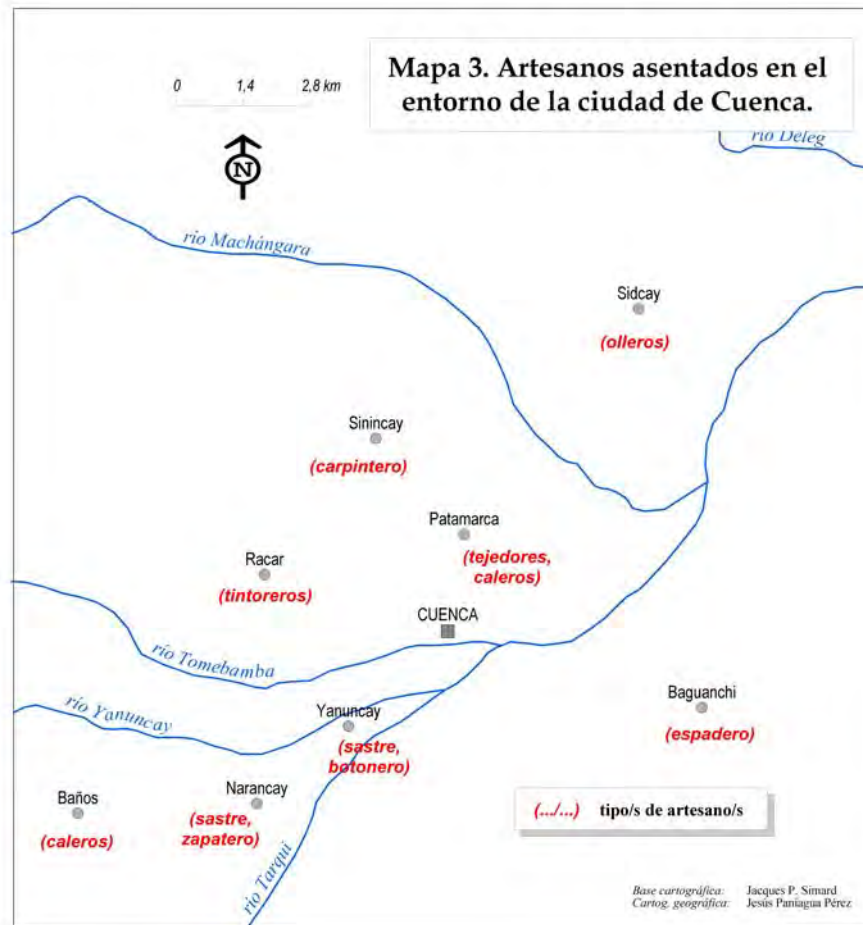 Mapa 3. Artesanos asentados en el
entorno de la ciudad de Cuenca.
0 1,4 2,8 km
N
río Deleg
río Machángara
Sidcay
(olleros)
Sinincay
(carpintero)
Patamarca
(tejedores,
caleros)
Racar
(tintoreros)
CUENCA
río Tomebamba
río Yanuncay
Yanuncay
(sastre,
botonero)
Baguanchi
(espadero)
Baños
(caleros)
Narancay
(sastre,
zapatero)
río Tarqui
(.../...) tipo/s de artesano/s
Base cartográfica: Jacques P. Simard
Cartog. geográfica: Jesús Paniagua Pérez